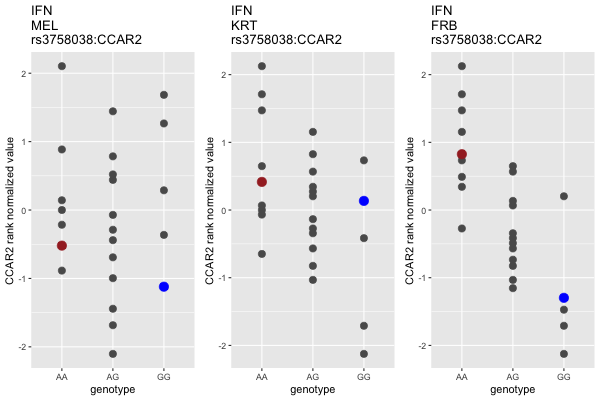 IFN
MEL
rs3758038:CCAR2
CCAR2 rank normalized value
2
1
0
-1
-2
AA AG GG
genotype
IFN
KRT
rs3758038:CCAR2
CCAR2 rank normalized value
2
1
0
-1
-2
AA AG GG
genotype
IFN
FRB
rs3758038:CCAR2
CCAR2 rank normalized value
2
1
0
-1
-2
AA AG GG
genotype